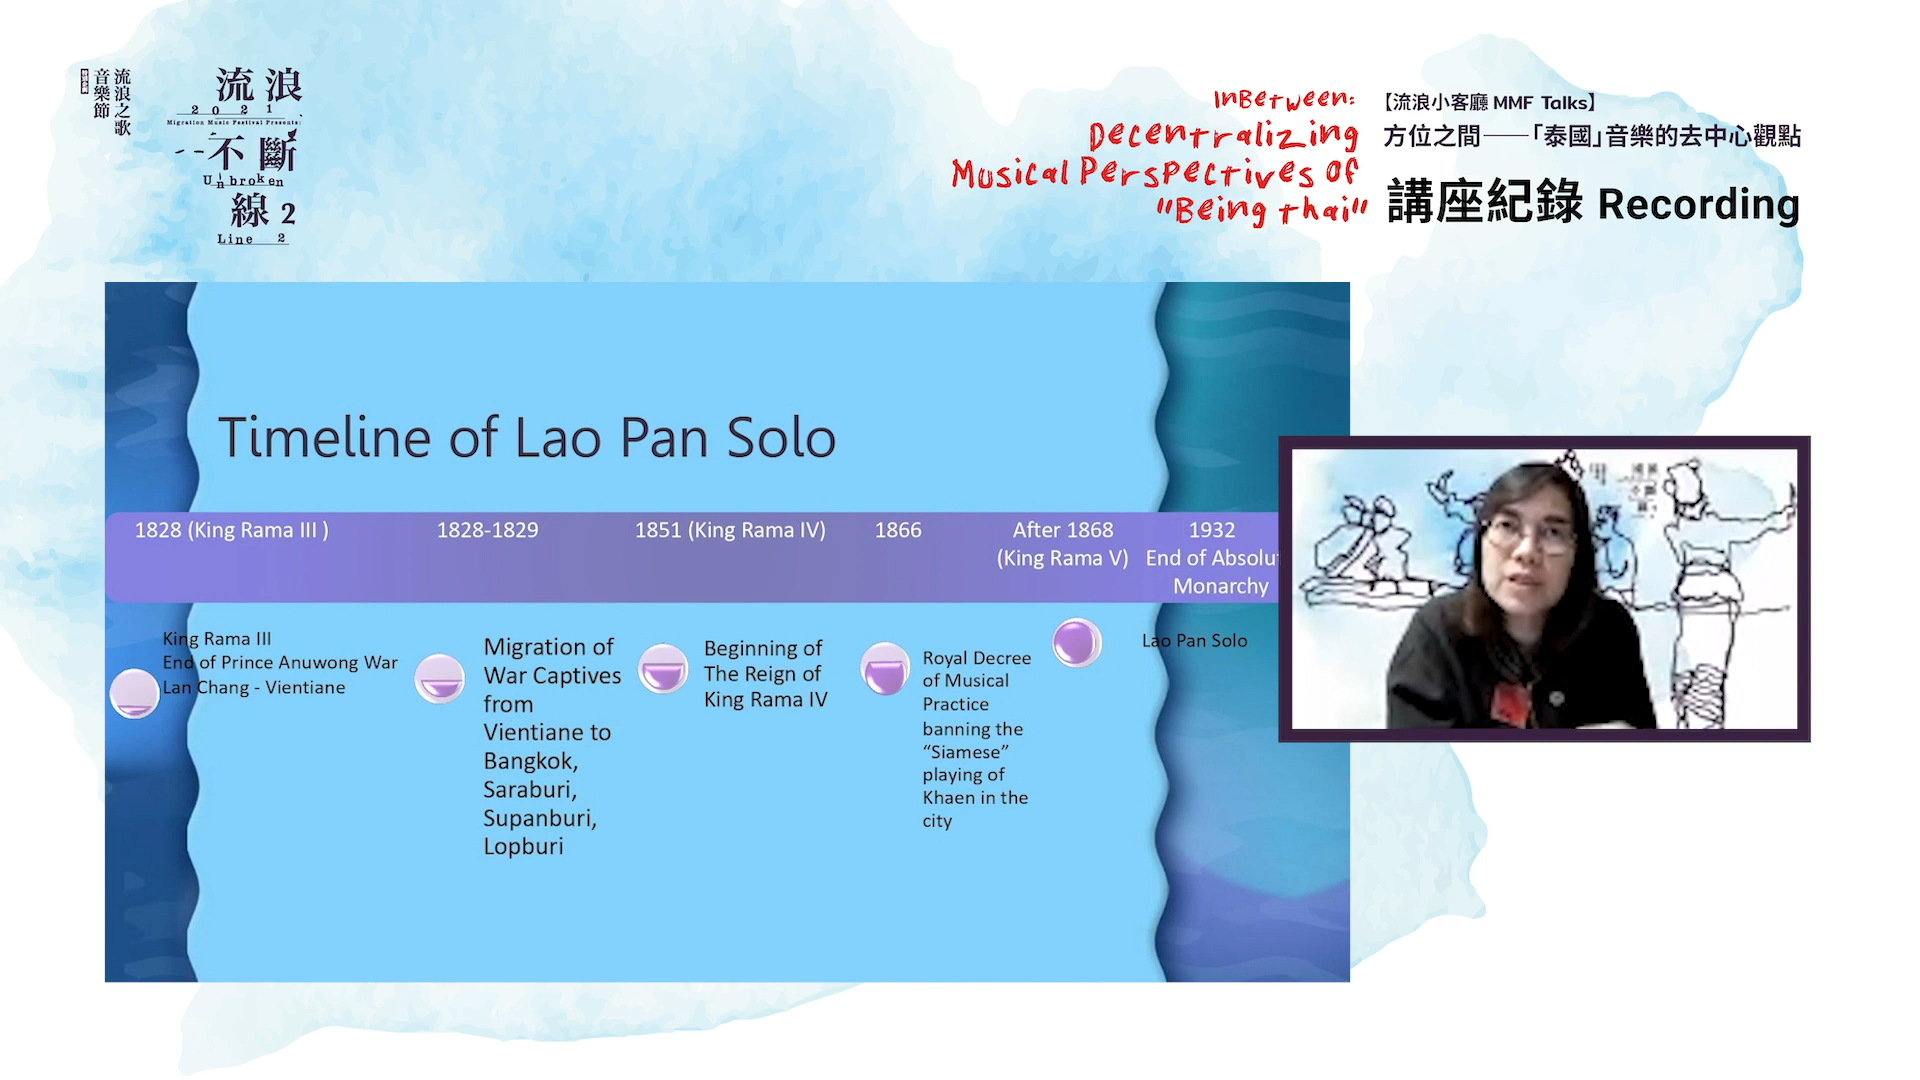 流浪之歌
音樂節
流浪
2021
Migration Music Festival Presents:
不斷
Unbroken
線2
Line 2
InBetween:
Decentralizing
Musical Perspectives of
"Being thai"
【流浪小客廳 MMF Talks】
方位之間——「泰國」音樂的去中心觀點
講座紀錄 Recording
Timeline of Lao Pan Solo
1828 (King Rama III )
1828-1829
1851 (King Rama IV)
1866
After 1868
(King Rama V)
1932
End of Absolut
Monarchy
King Rama III
End of Prince Anuwong War
Lan Chang - Vientiane
Migration of
War Captives
from
Vientiane to
Bangkok,
Saraburi,
Supanburi,
Lopburi
Beginning of
The Reign of
King Rama IV
Royal Decree
of Musical
Practice
banning the
“Siamese”
playing of
Khaen in the
city
Lao Pan Solo